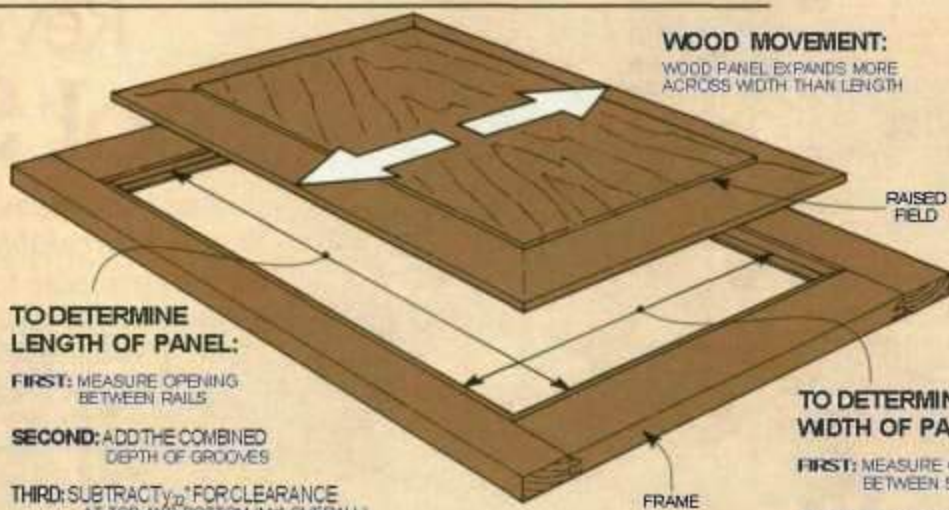 WOOD MOVEMENT:
WOOD PANEL EXPANDS MORE
ACROSS WIDTH THAN LENGTH
RAISED
FIELD
TO DETERMINE
LENGTH OF PANEL:
FIRST: MEASURE OPENING
BETWEEN RAILS
SECOND: ADD THE COMBINED
DEPTH OF GROOVES
THIRD: SUBTRACT FOR CLEARANCE
TO DETERMIN
WIDTH OF PA
FIRST: MEASURE
BETWEEN
FRAME